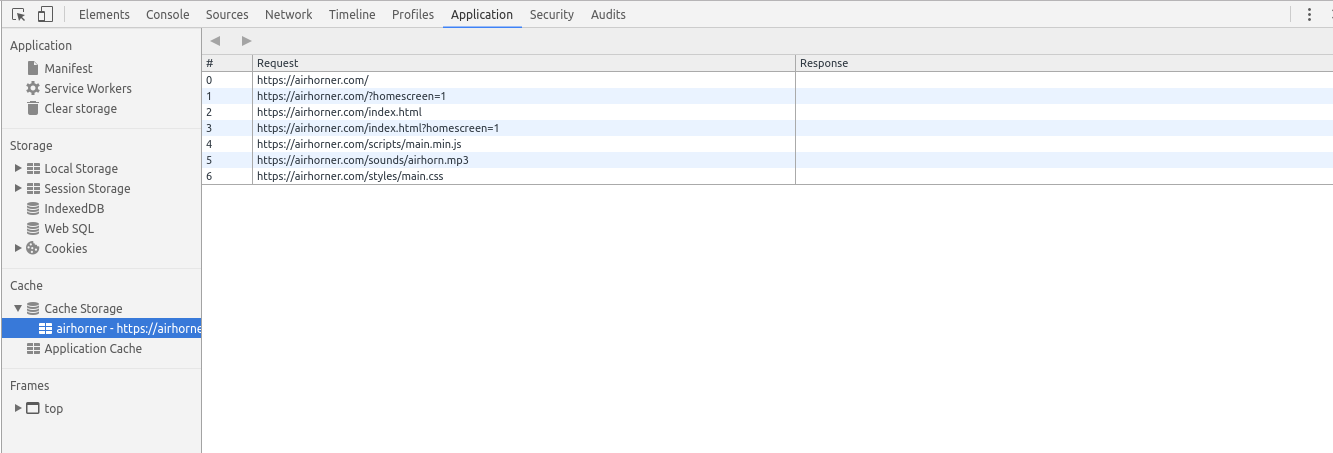 Elements Console Sources Network Timeline Profiles Application Security Audits
Application
Manifest
Service Workers
Clear storage
Storage
Local Storage
Session Storage
IndexedDB
Web SQL
Cookies
Cache
Cache Storage
airhorner - https://airhorne
Application Cache
Frames
top
# Request Response
0 https://airhorner.com/
1 https://airhorner.com/?homescreen=1
2 https://airhorner.com/index.html
3 https://airhorner.com/index.html?homescreen=1
4 https://airhorner.com/scripts/main.min.js
5 https://airhorner.com/sounds/airhorn.mp3
6 https://airhorner.com/styles/main.css